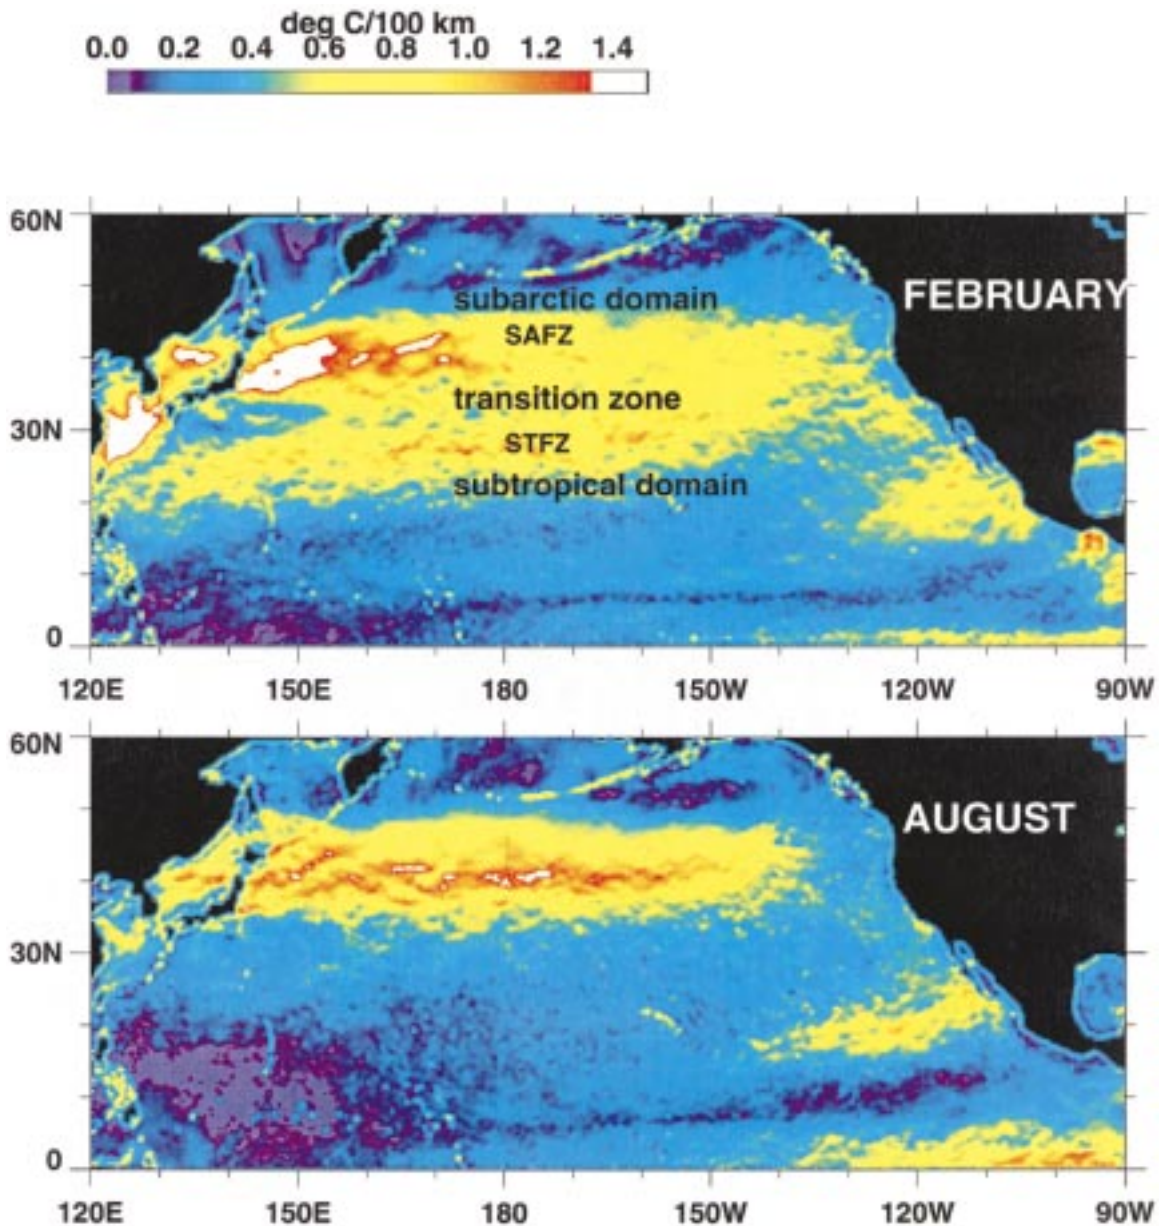 deg C/100 km
0.0 0.2 0.4 0.6 0.8 1.0 1.2 1.4
60N
FEBRUARY
subarctic domain
SAFZ
transition zone
30N
STFZ
subtropical domain
0
120E 150E 180 150W 120W 90W
60N
AUGUST
30N
0
120E 150E 180 150W 120W 90W